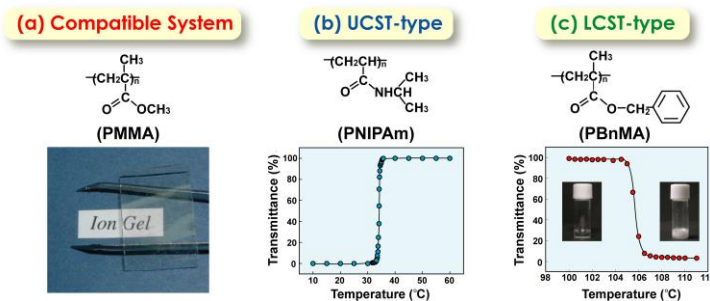 (a) Compatible System
CH3
(CH2C)n
C
O
OCH3
(PMMA)
Ion Gel
(b) UCST-type
(CH2CH)n
C
O
NHCH
CH3
CH3
(PNIPAm)
Transmittance (%)
100
80
60
40
20
0
10 20 30 40 50 60
Temperature (°C)
(c) LCST-type
CH3
(CH2C)n
C
O
O-CH2
(PBnMA)
Transmittance (%)
100
80
60
40
20
0
98 100 102 104 106 108 110 11
Temperature (°C)